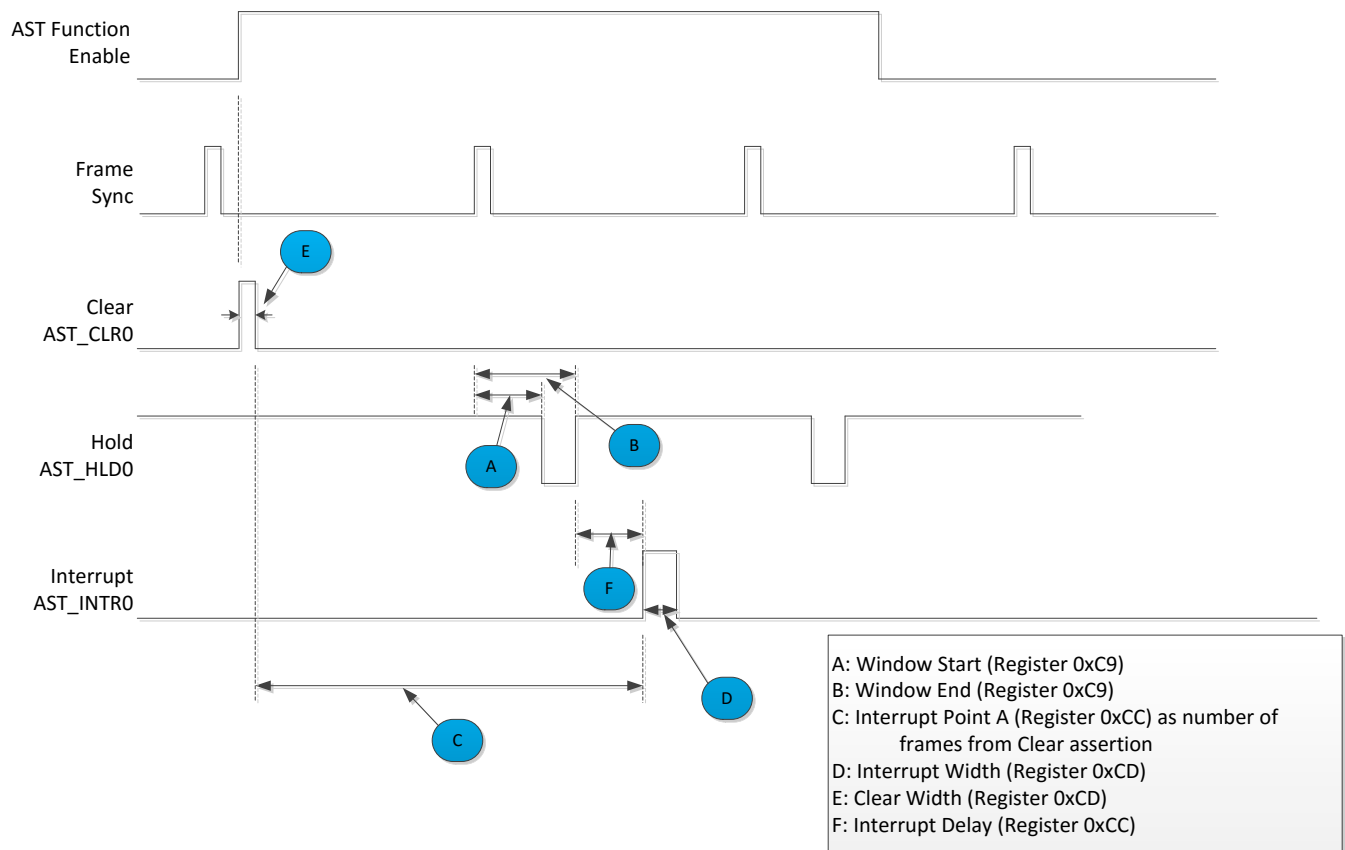 AST Function
Enable
Frame
Sync
E
Clear
AST_CLR0
Hold
AST_HLD0
A
B
Interrupt
AST_INTR0
F
D
C
A: Window Start (Register 0xC9)
B: Window End (Register 0xC9)
C: Interrupt Point A (Register 0xCC) as number of
frames from Clear assertion
D: Interrupt Width (Register 0xCD)
E: Clear Width (Register 0xCD)
F: Interrupt Delay (Register 0xCC)